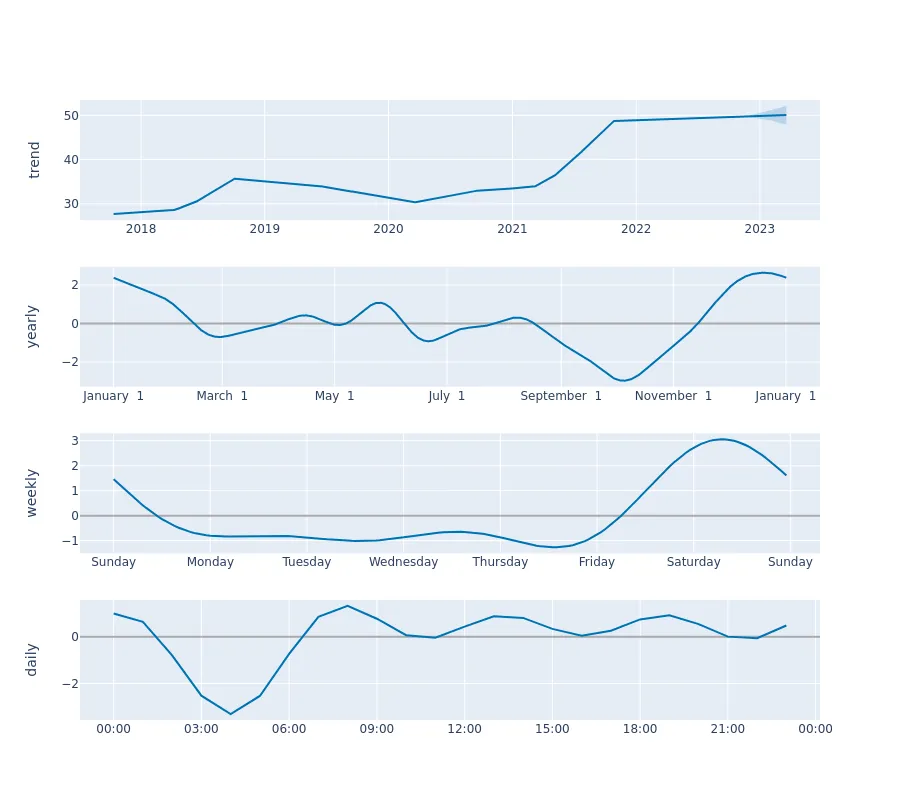 trend
50
40
30
2018 2019 2020 2021 2022 2023
yearly
2
0
−2
January 1 March 1 May 1 July 1 September 1 November 1 January 1
weekly
3
2
1
0
−1
Sunday Monday Tuesday Wednesday Thursday Friday Saturday Sunday
daily
0
−2
00:00 03:00 06:00 09:00 12:00 15:00 18:00 21:00 00:00